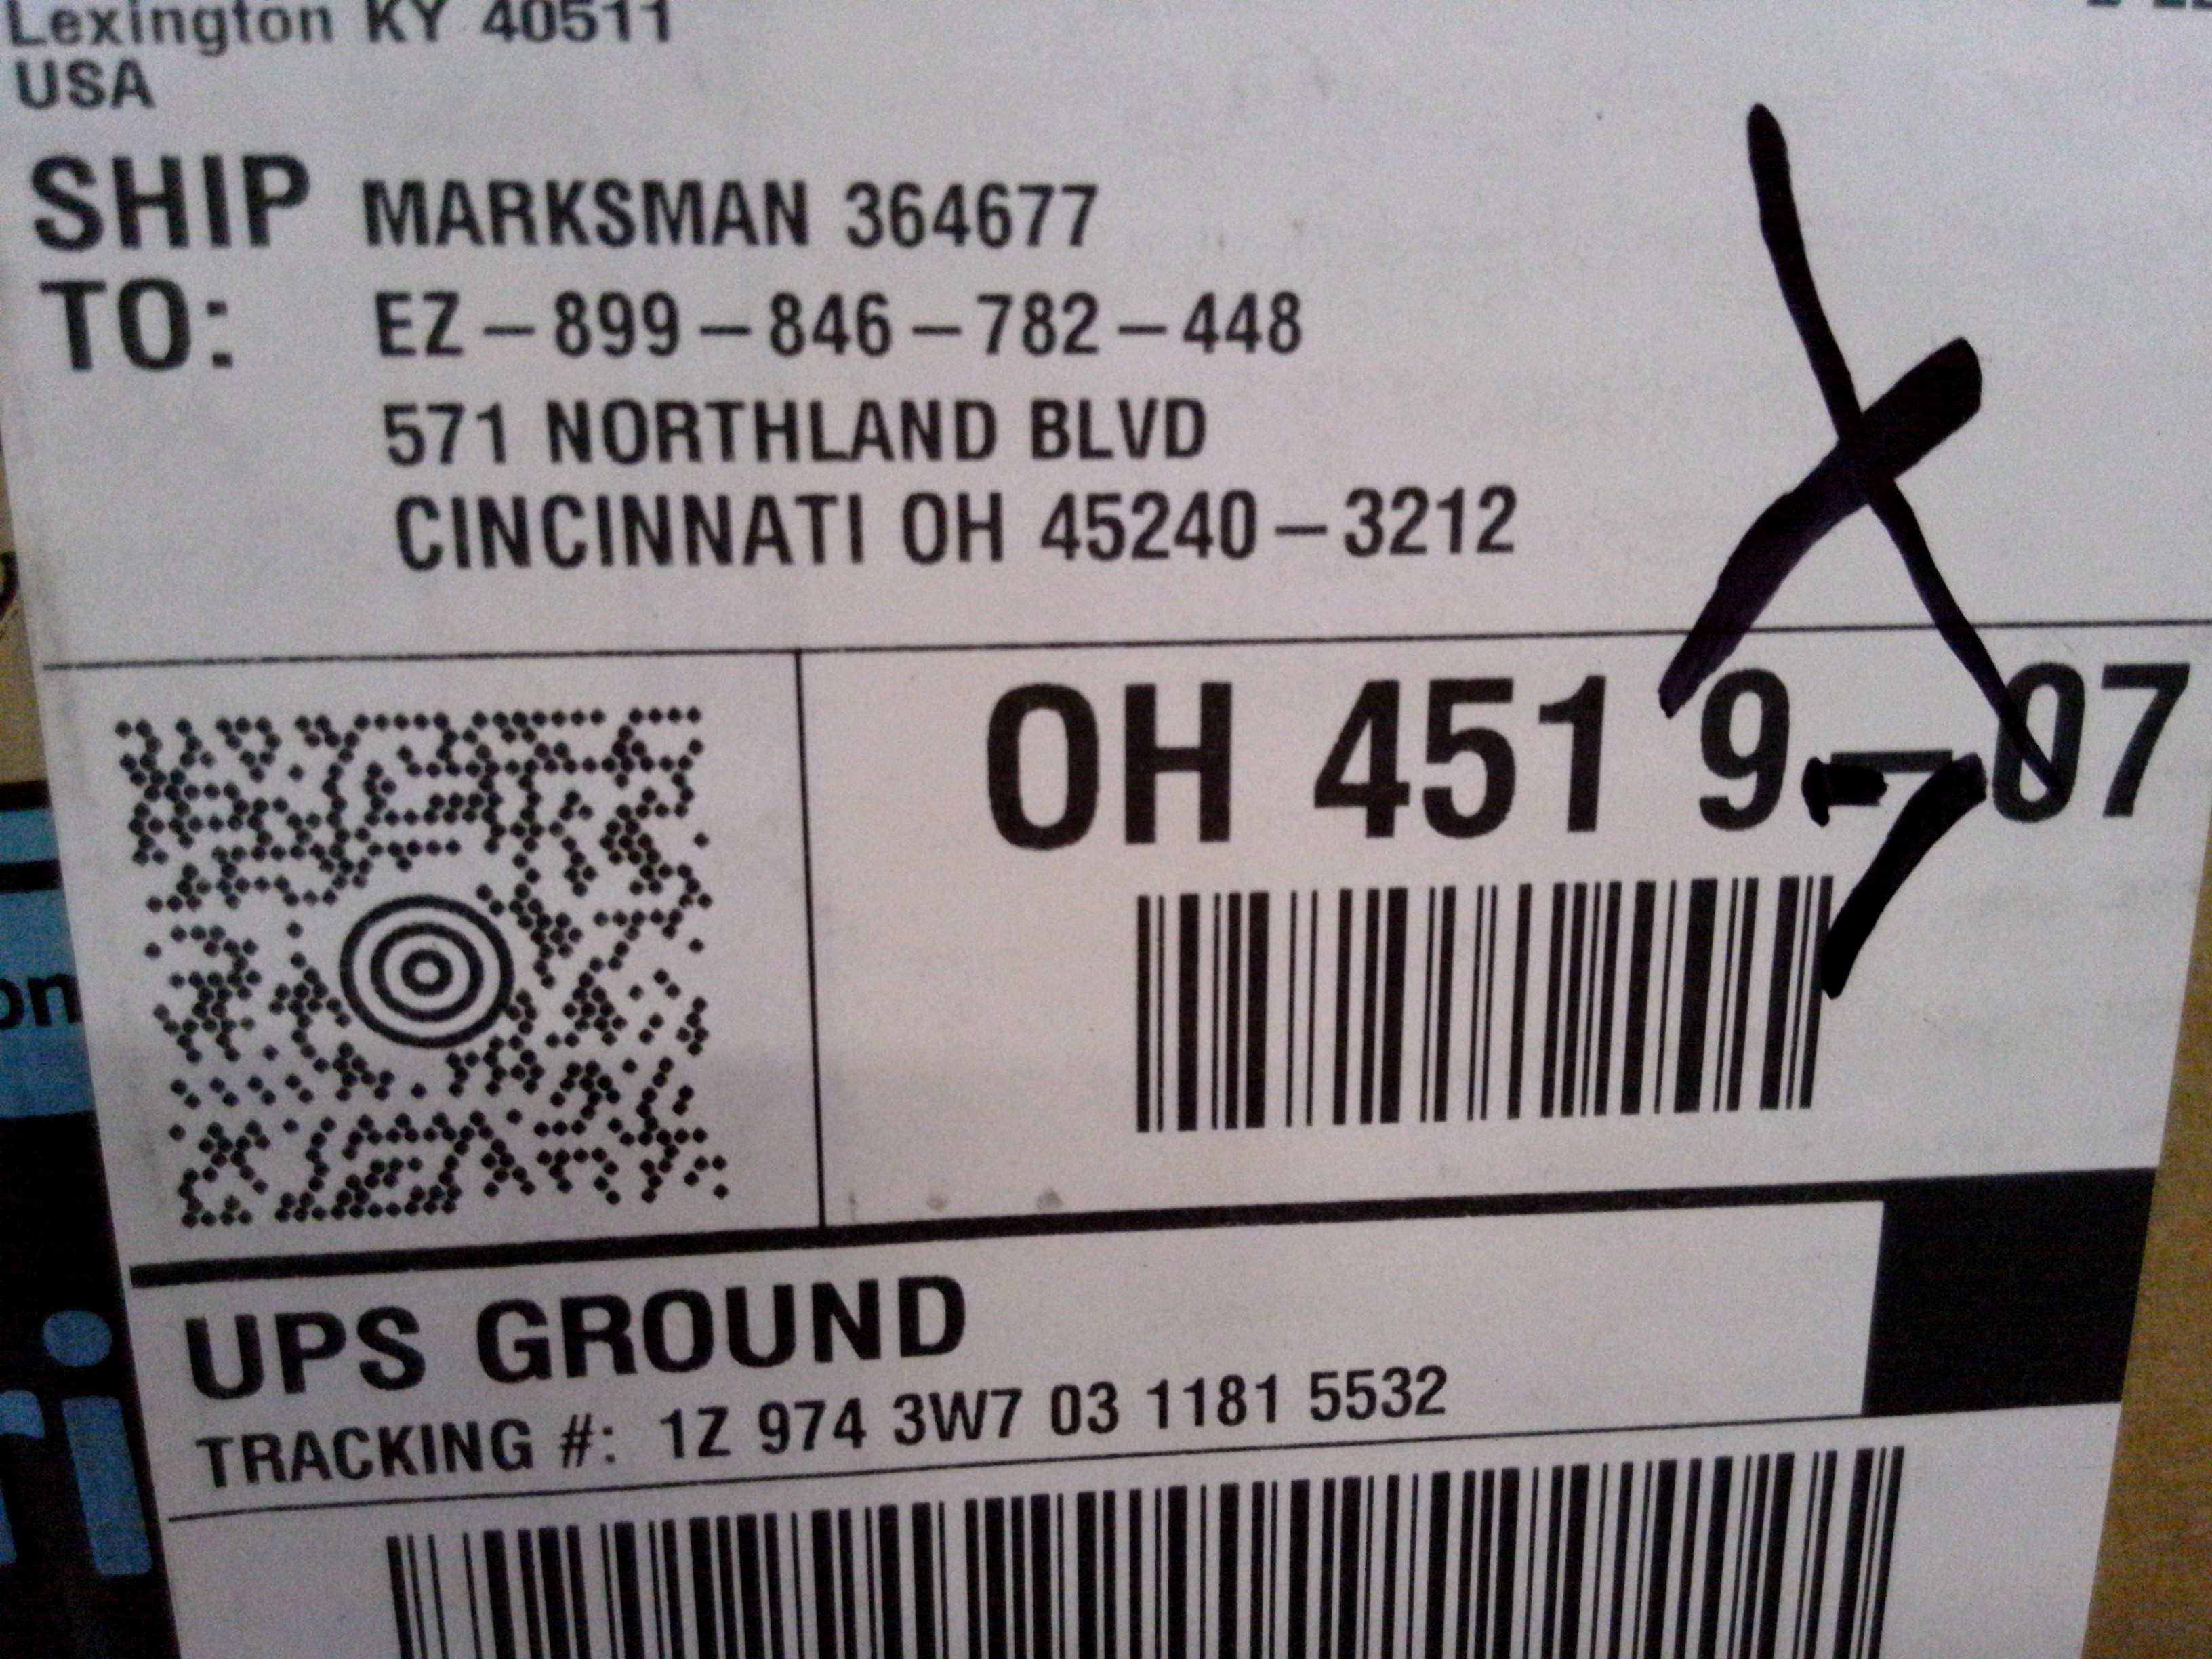 Lexington KY 40511
USA
SHIP TO:
MARKSMAN 364677
EZ – 899 – 846 – 782 – 448
571 NORTHLAND BLVD
CINCINNATI OH 45240 – 3212
OH 451 9 – 07
UPS GROUND
TRACKING #: 1Z 974 3W7 03 1181 5532